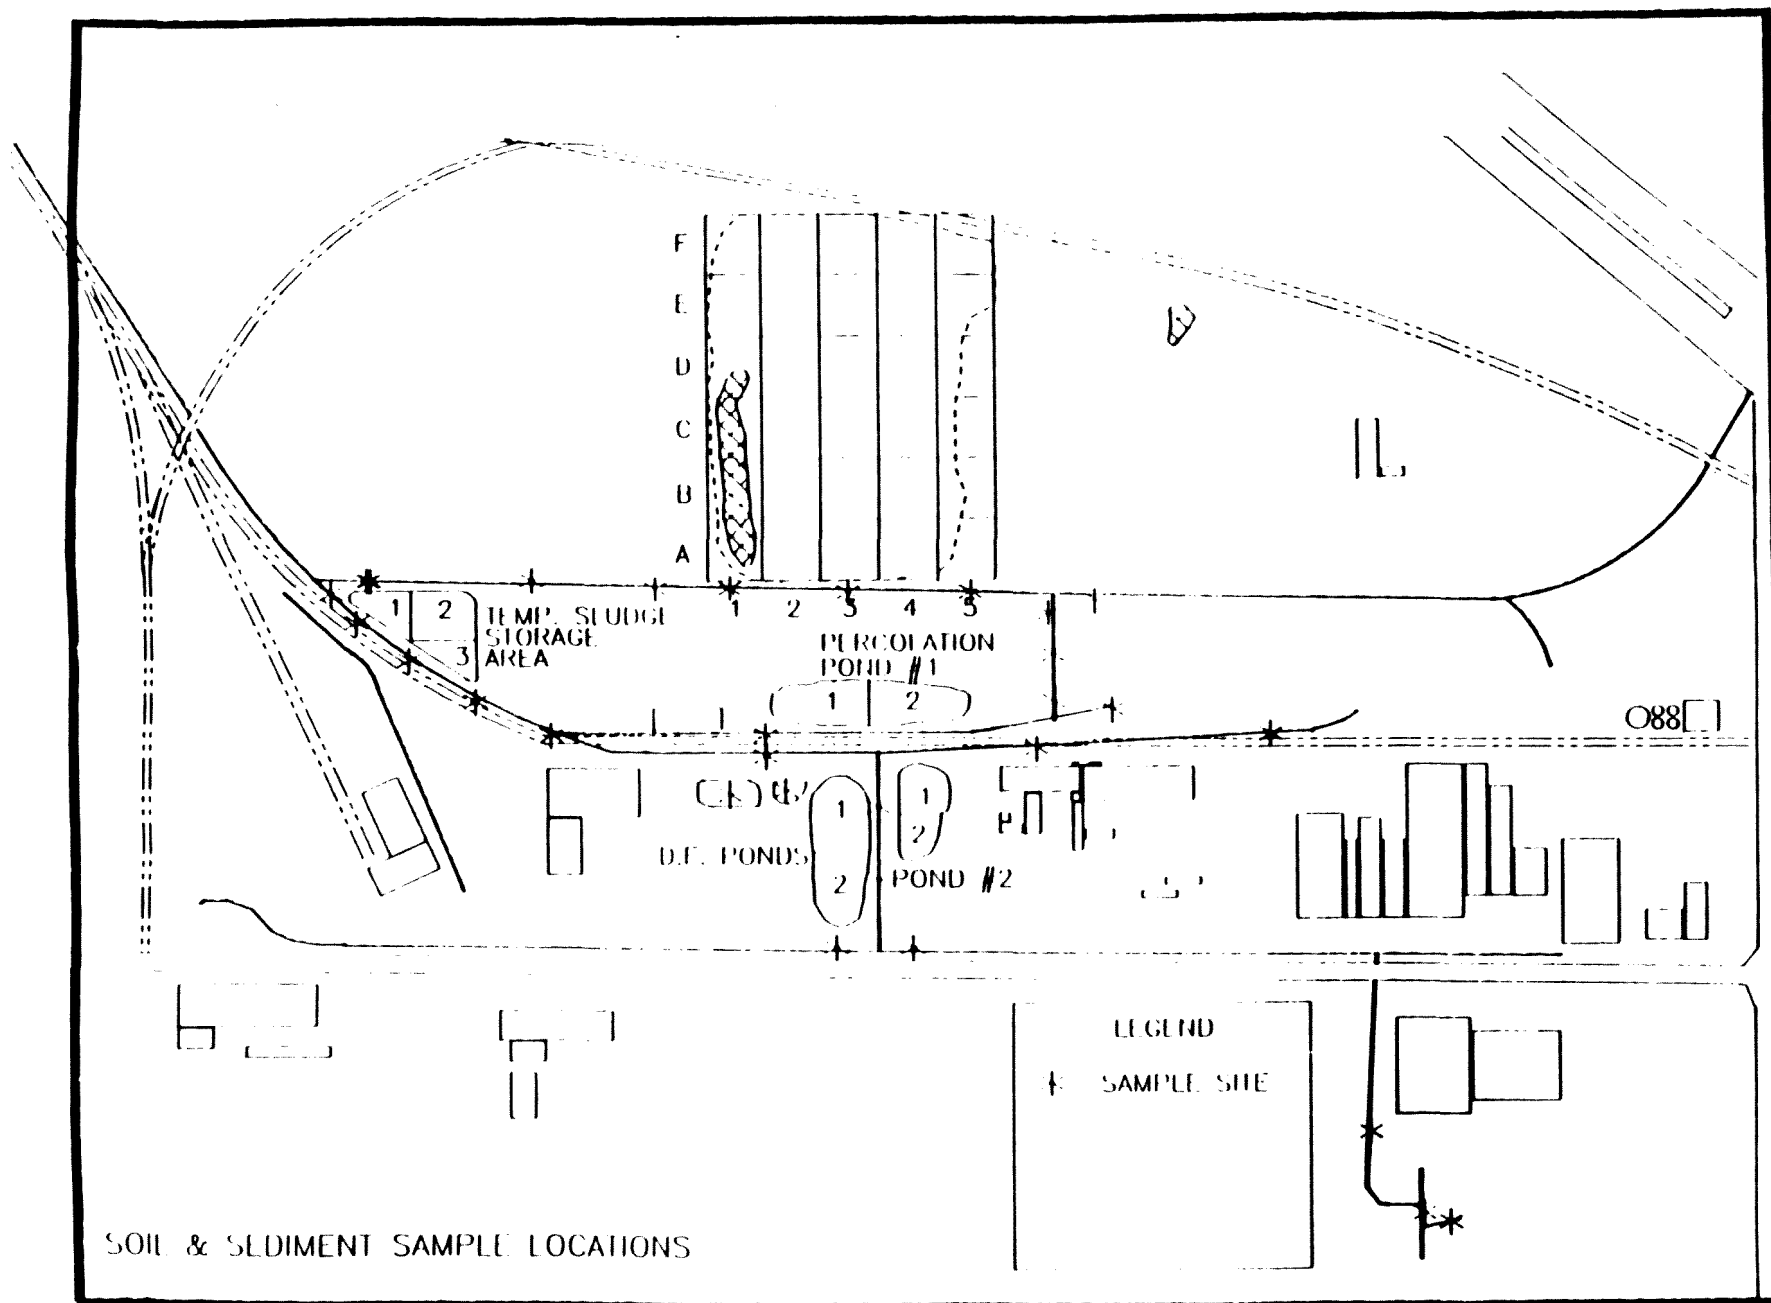 F
E
D
C
B
A
1 2 3 4 5
1 2
3
TEMP. SLUDGE
STORAGE
AREA
PERCOLATION
POND #1
1 2
O88
1
2
D.F. PONDS
1
2
POND #2
LEGEND
SAMPLE SITE
SOIL & SEDIMENT SAMPLE LOCATIONS